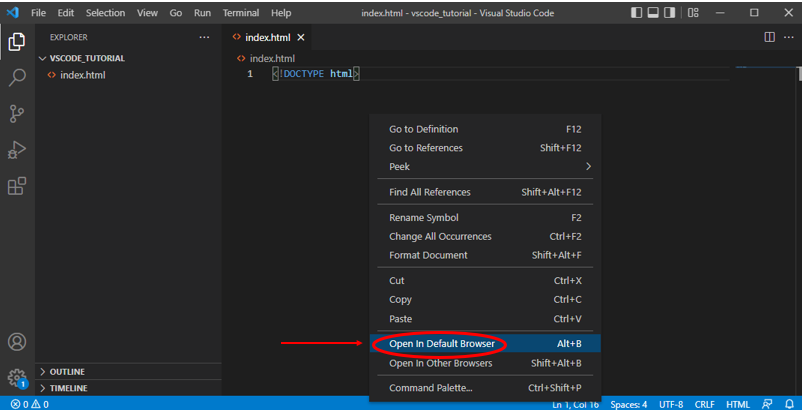 File Edit Selection View Go Run Terminal Help index.html - vscode_tutorial - Visual Studio Code
EXPLORER ...
index.html
VSCODE_TUTORIAL
index.html
index.html
1 <!DOCTYPE html>
Go to Definition F12
Go to References Shift+F12
Peek
Find All References Shift+Alt+F12
Rename Symbol F2
Change All Occurrences Ctrl+F2
Format Document Shift+Alt+F
Cut Ctrl+X
Copy Ctrl+C
Paste Ctrl+V
Open In Default Browser Alt+B
Open In Other Browsers Shift+Alt+B
Command Palette... Ctrl+Shift+P
OUTLINE
TIMELINE
1
0 0 Ln 1, Col 16 Spaces: 4 UTF-8 CRLF HTML